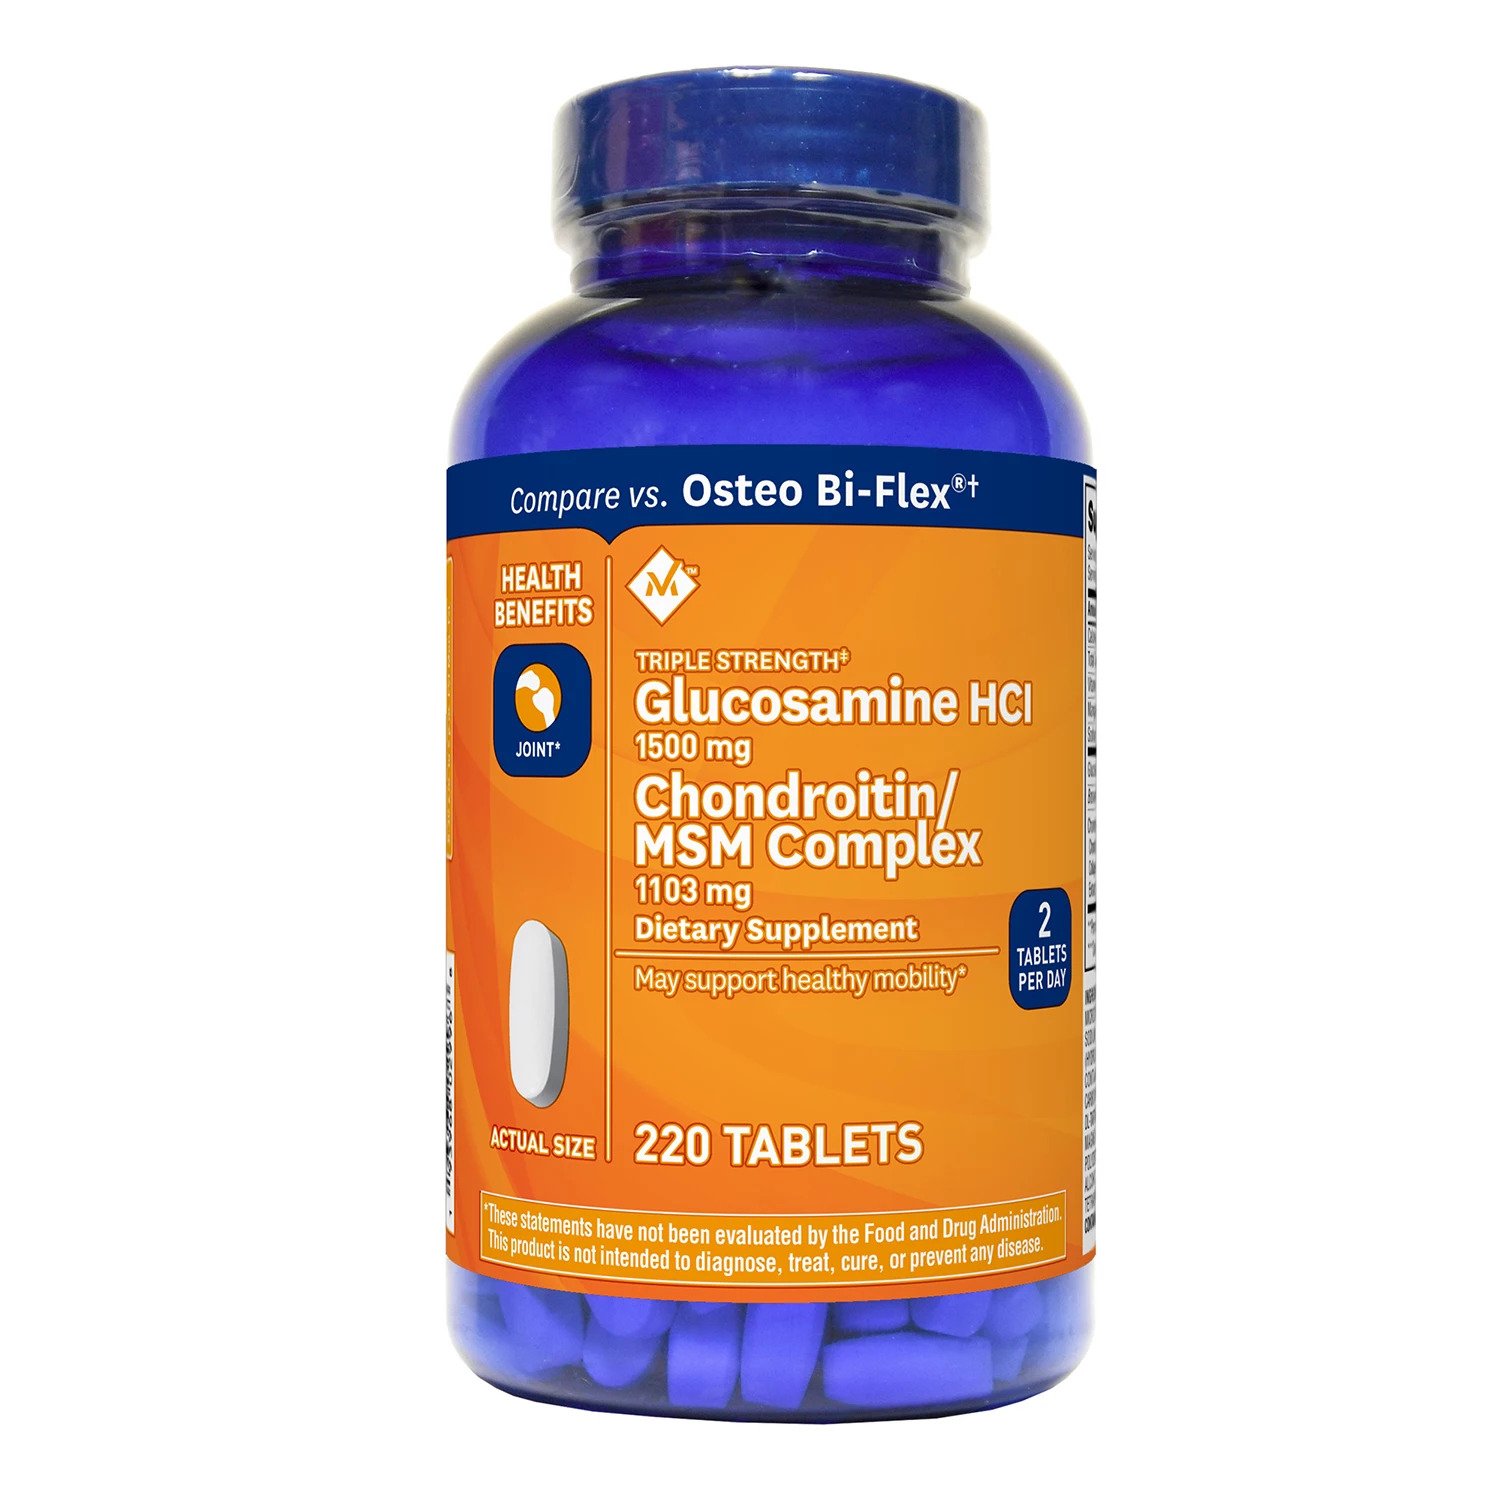 Compare vs. Osteo Bi-Flex®†
HEALTH
BENEFITS
JOINT*
ACTUAL SIZE
TRIPLE STRENGTH‡
Glucosamine HCl
1500 mg
Chondroitin/
MSM Complex
1103 mg
Dietary Supplement
May support healthy mobility*
2
TABLETS
PER DAY
220 TABLETS
*These statements have not been evaluated by the Food and Drug Administration.
This product is not intended to diagnose, treat, cure, or prevent any disease.